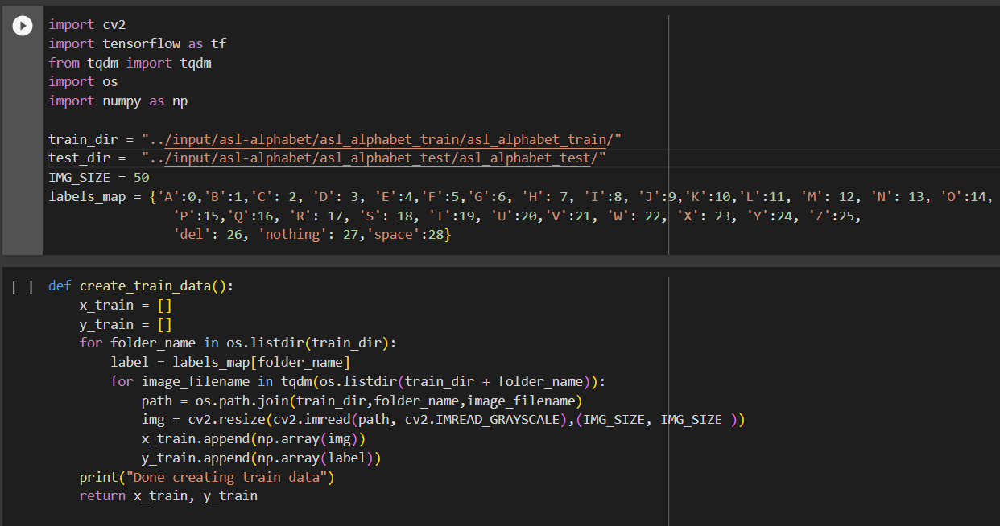 import cv2
import tensorflow as tf
from tqdm import tqdm
import os
import numpy as np
train_dir = "../input/asl-alphabet/asl_alphabet_train/asl_alphabet_train/"
test_dir =  "../input/asl-alphabet/asl_alphabet_test/asl_alphabet_test/"
IMG_SIZE = 50
labels_map = {'A':0,'B':1,'C': 2, 'D': 3, 'E':4,'F':5,'G':6, 'H': 7, 'I':8, 'J':9,'K':10,'L':11, 'M': 12, 'N': 13, 'O':14,
                'P':15,'Q':16, 'R': 17, 'S': 18, 'T':19, 'U':20,'V':21, 'W': 22, 'X': 23, 'Y':24, 'Z':25,
                'del': 26, 'nothing': 27,'space':28}
[ ] def create_train_data():
    x_train = []
    y_train = []
    for folder_name in os.listdir(train_dir):
        label = labels_map[folder_name]
        for image_filename in tqdm(os.listdir(train_dir + folder_name)):
            path = os.path.join(train_dir,folder_name,image_filename)
            img = cv2.resize(cv2.imread(path, cv2.IMREAD_GRAYSCALE),(IMG_SIZE, IMG_SIZE ))
            x_train.append(np.array(img))
            y_train.append(np.array(label))
    print("Done creating train data")
    return x_train, y_train